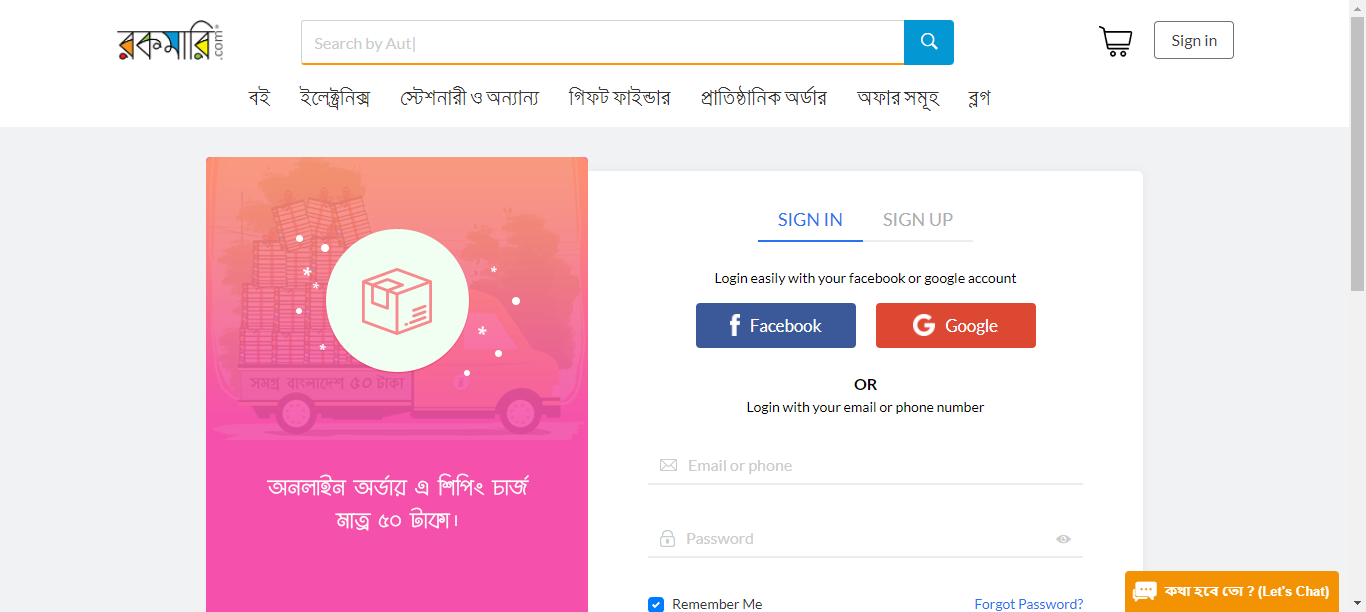 রকমারি.com
Search by Aut|
Sign in
বই ইলেক্ট্রনিক্স স্টেশনারী ও অন্যান্য গিফট ফাইন্ডার প্রাতিষ্ঠানিক অর্ডার অফার সমূহ ব্লগ
সমগ্র বাংলাদেশ ৫০ টাকা
অনলাইন অর্ডার এ শিপিং চার্জ
মাত্র ৫০ টাকা।
SIGN IN SIGN UP
Login easily with your facebook or google account
f Facebook G Google
OR
Login with your email or phone number
Email or phone
Password
Remember Me Forgot Password?
কথা হবে তো ? (Let's Chat)